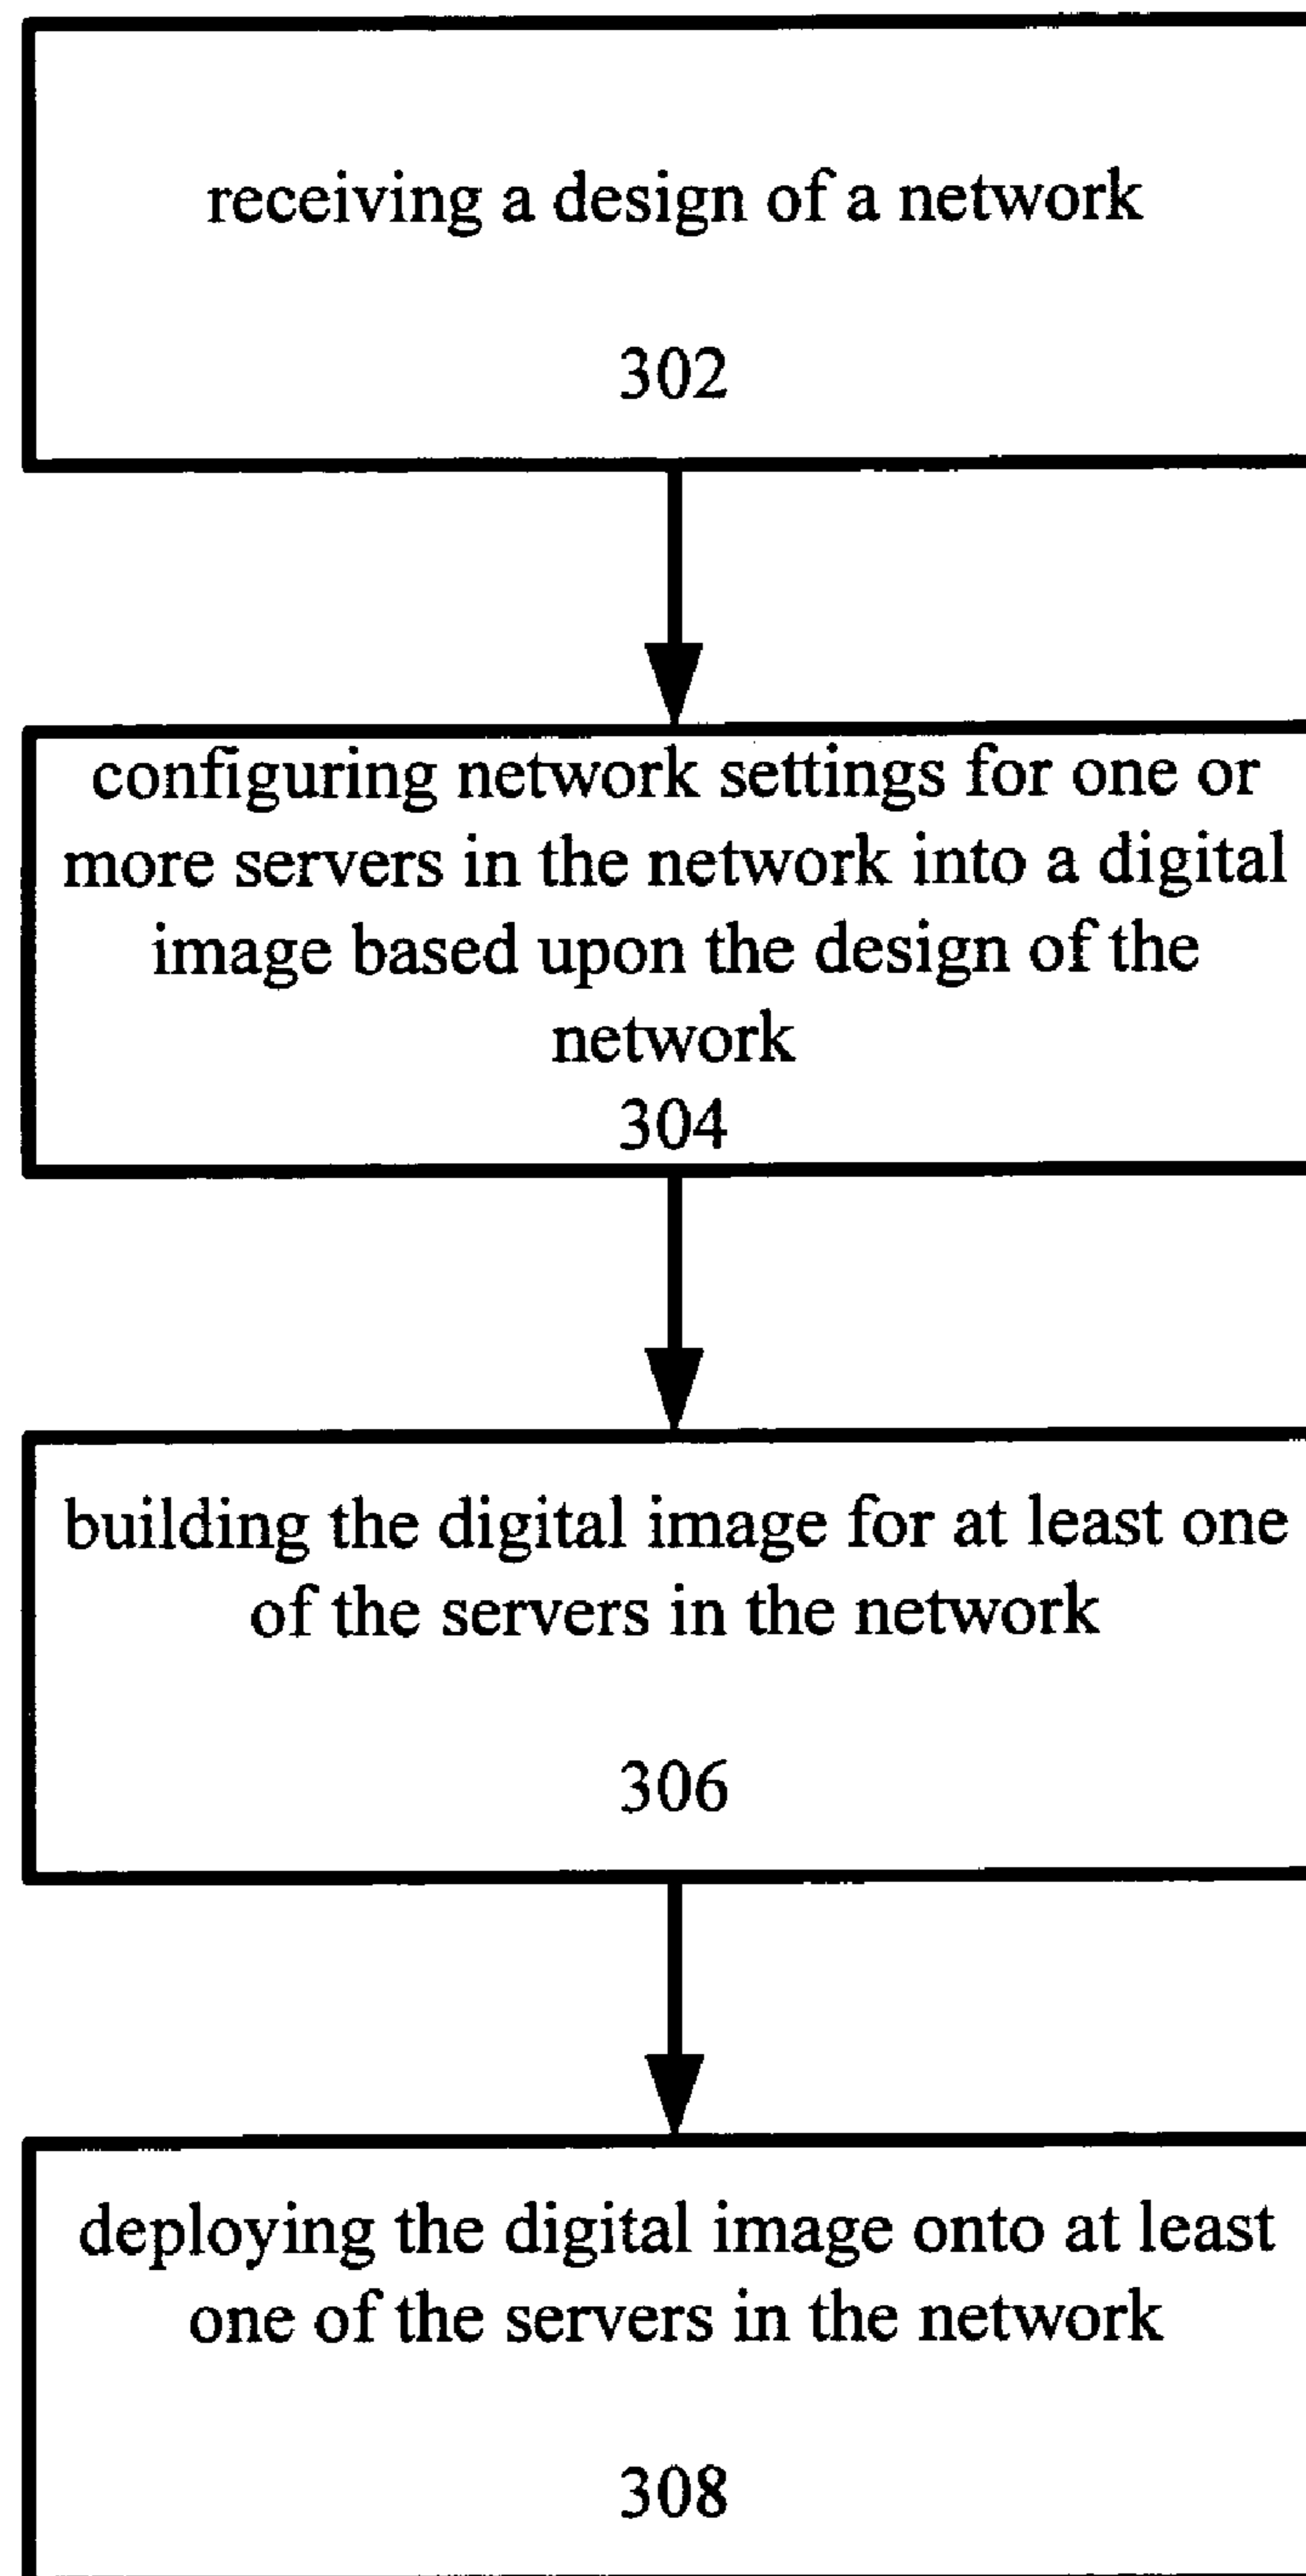 receiving a design of a network
302
configuring network settings for one or
more servers in the network into a digital
image based upon the design of the
network
304
building the digital image for at least one
of the servers in the network
306
deploying the digital image onto at least
one of the servers in the network
308